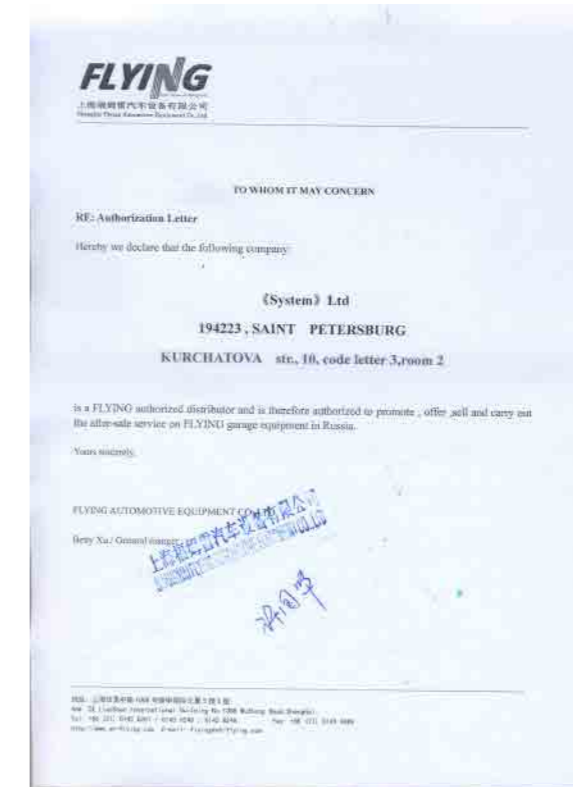 FLYING
TO WHOM IT MAY CONCERN
RE: Authorization Letter
Hereby we declare that the following company:
《System》 Ltd
194223 , SAINT PETERSBURG
KURCHATOVA str., 10, code letter 3,room 2
is a FLYING authorized distributor and is therefore authorized to promote , offer ,sell and carry out
the after-sale service on FLYING garage equipment in Russia.
Yours sincerely,
FLYING AUTOMOTIVE EQUIPMENT CO
Betty Xu / General